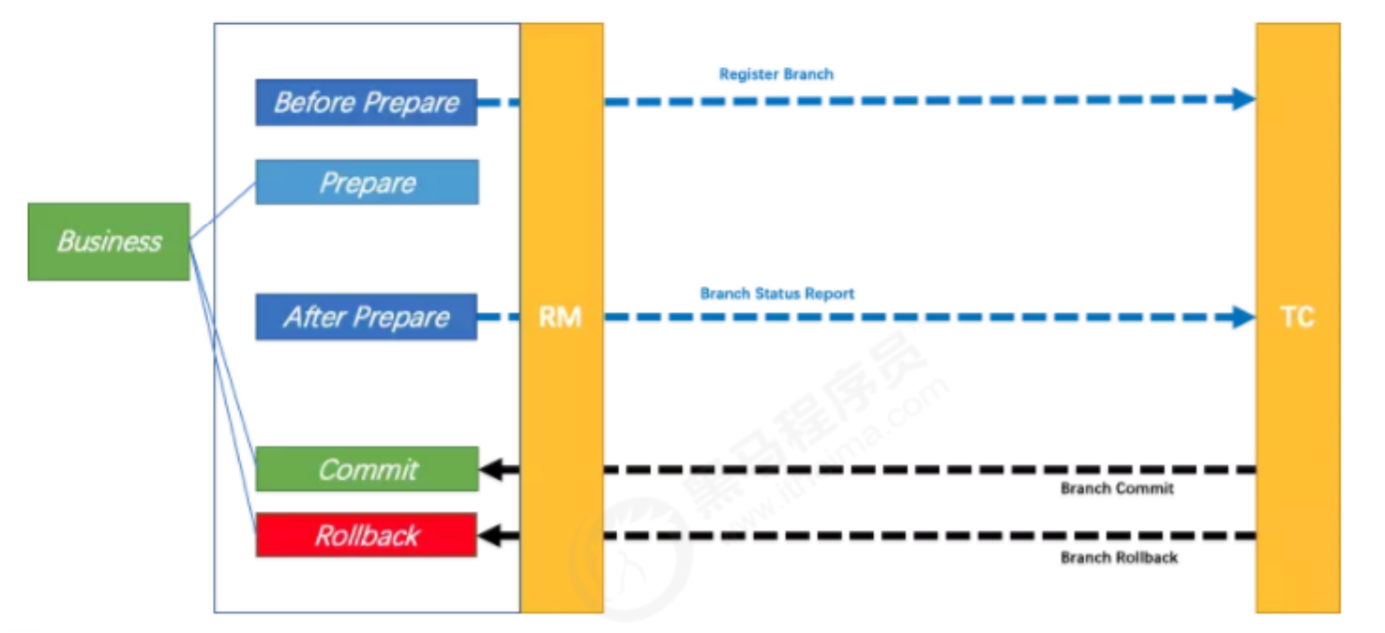 Register Branch
Before Prepare
Prepare
Business
Branch Status Report
After Prepare
RM
TC
黑马程序员
www.itheima.com
Commit
Branch Commit
Rollback
Branch Rollback